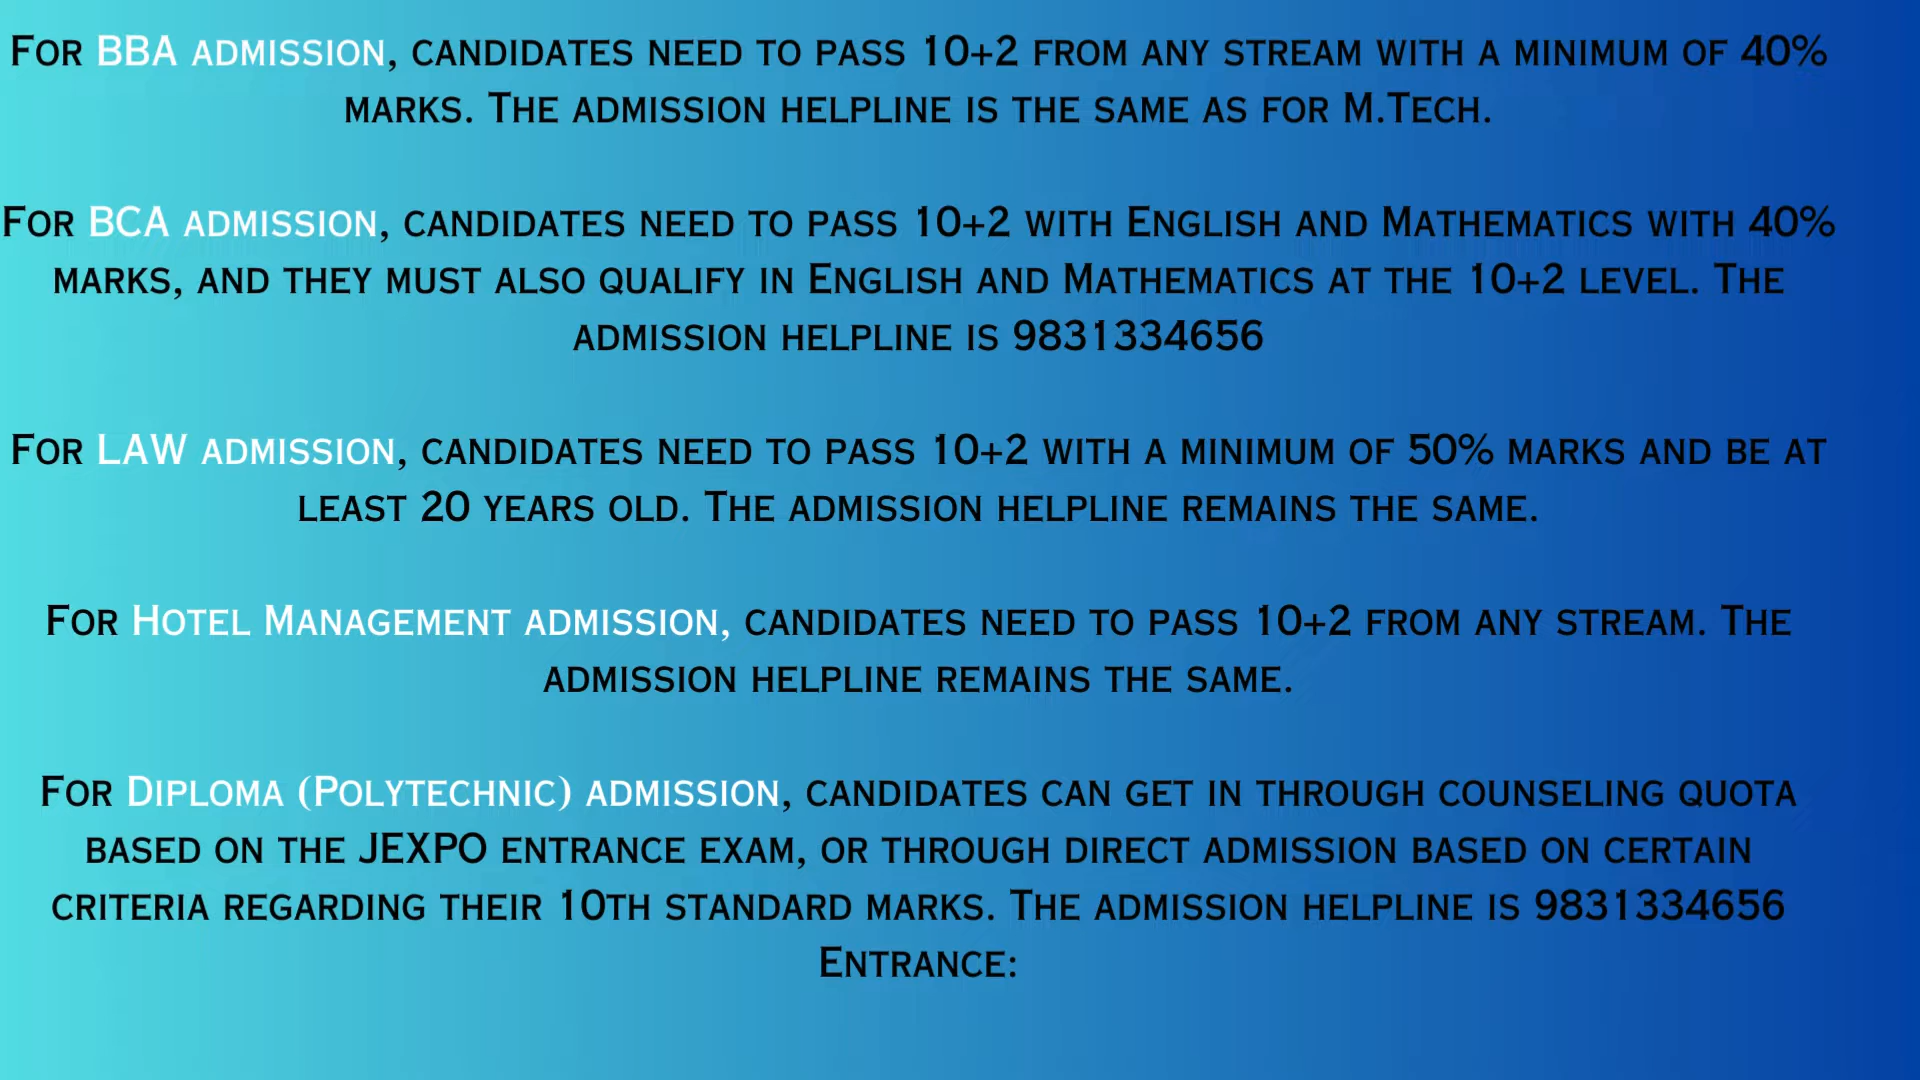 For BBA admission, candidates need to pass 10+2 from any stream with a minimum of 40%
marks. The admission helpline is the same as for M.Tech.
For BCA admission, candidates need to pass 10+2 with English and Mathematics with 40%
marks, and they must also qualify in English and Mathematics at the 10+2 level. The
admission helpline is 9831334656
For LAW admission, candidates need to pass 10+2 with a minimum of 50% marks and be at
least 20 years old. The admission helpline remains the same.
For Hotel Management admission, candidates need to pass 10+2 from any stream. The
admission helpline remains the same.
For Diploma (Polytechnic) admission, candidates can get in through counseling quota
based on the JEXPO entrance exam, or through direct admission based on certain
criteria regarding their 10th standard marks. The admission helpline is 9831334656
Entrance: